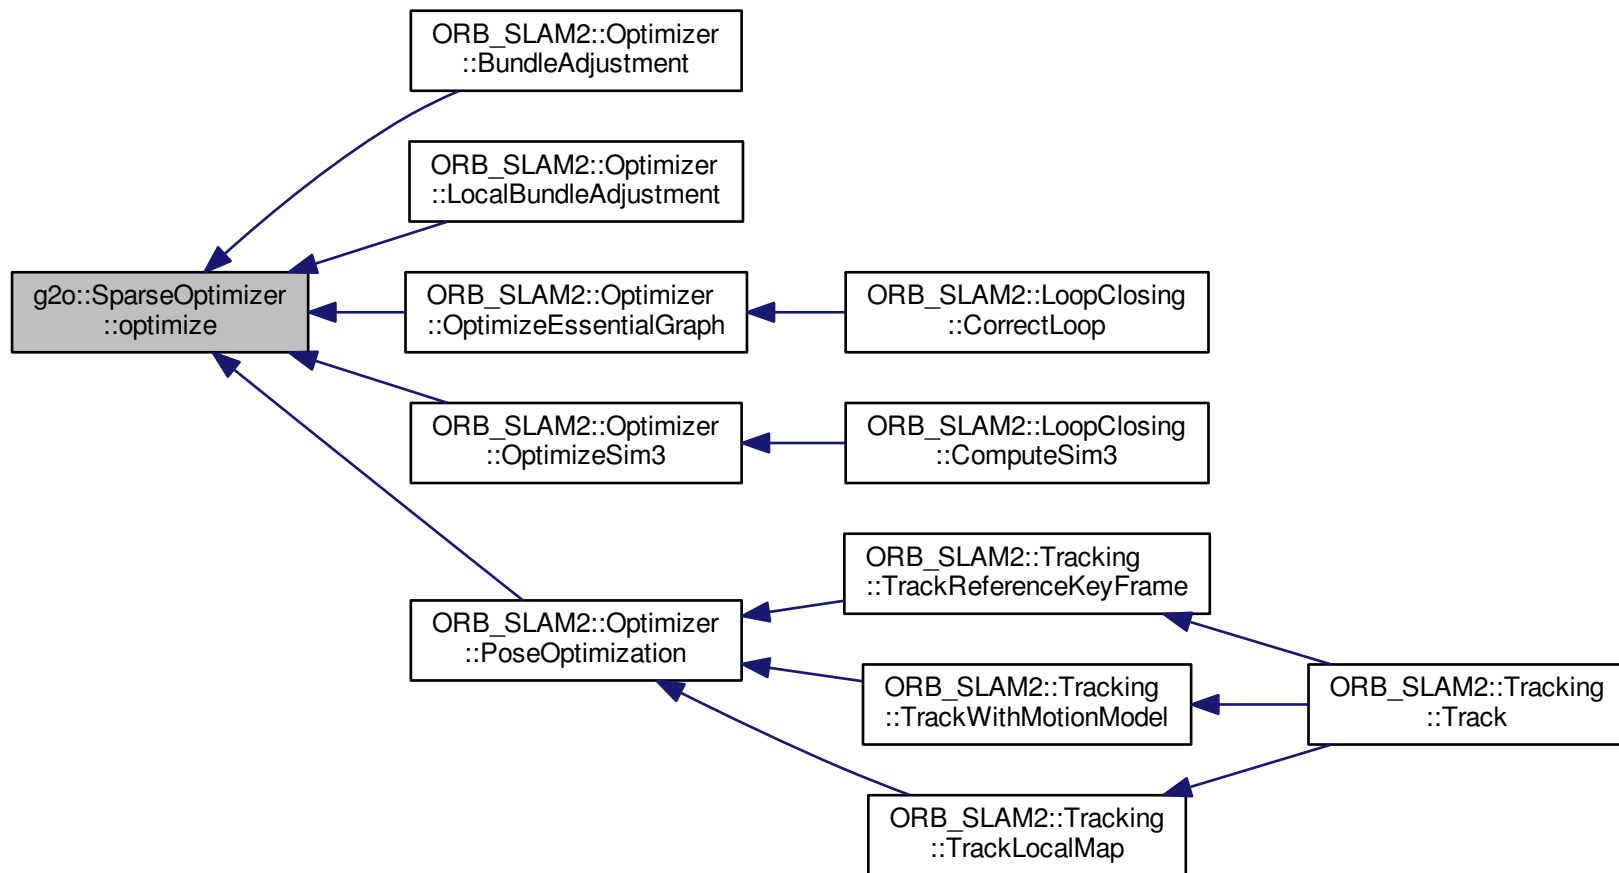 ORB_SLAM2::Optimizer
::BundleAdjustment
ORB_SLAM2::Optimizer
::LocalBundleAdjustment
g2o::SparseOptimizer
::optimize
ORB_SLAM2::Optimizer
::OptimizeEssentialGraph
ORB_SLAM2::LoopClosing
::CorrectLoop
ORB_SLAM2::Optimizer
::OptimizeSim3
ORB_SLAM2::LoopClosing
::ComputeSim3
ORB_SLAM2::Tracking
::TrackReferenceKeyFrame
ORB_SLAM2::Optimizer
::PoseOptimization
ORB_SLAM2::Tracking
::TrackWithMotionModel
ORB_SLAM2::Tracking
::Track
ORB_SLAM2::Tracking
::TrackLocalMap